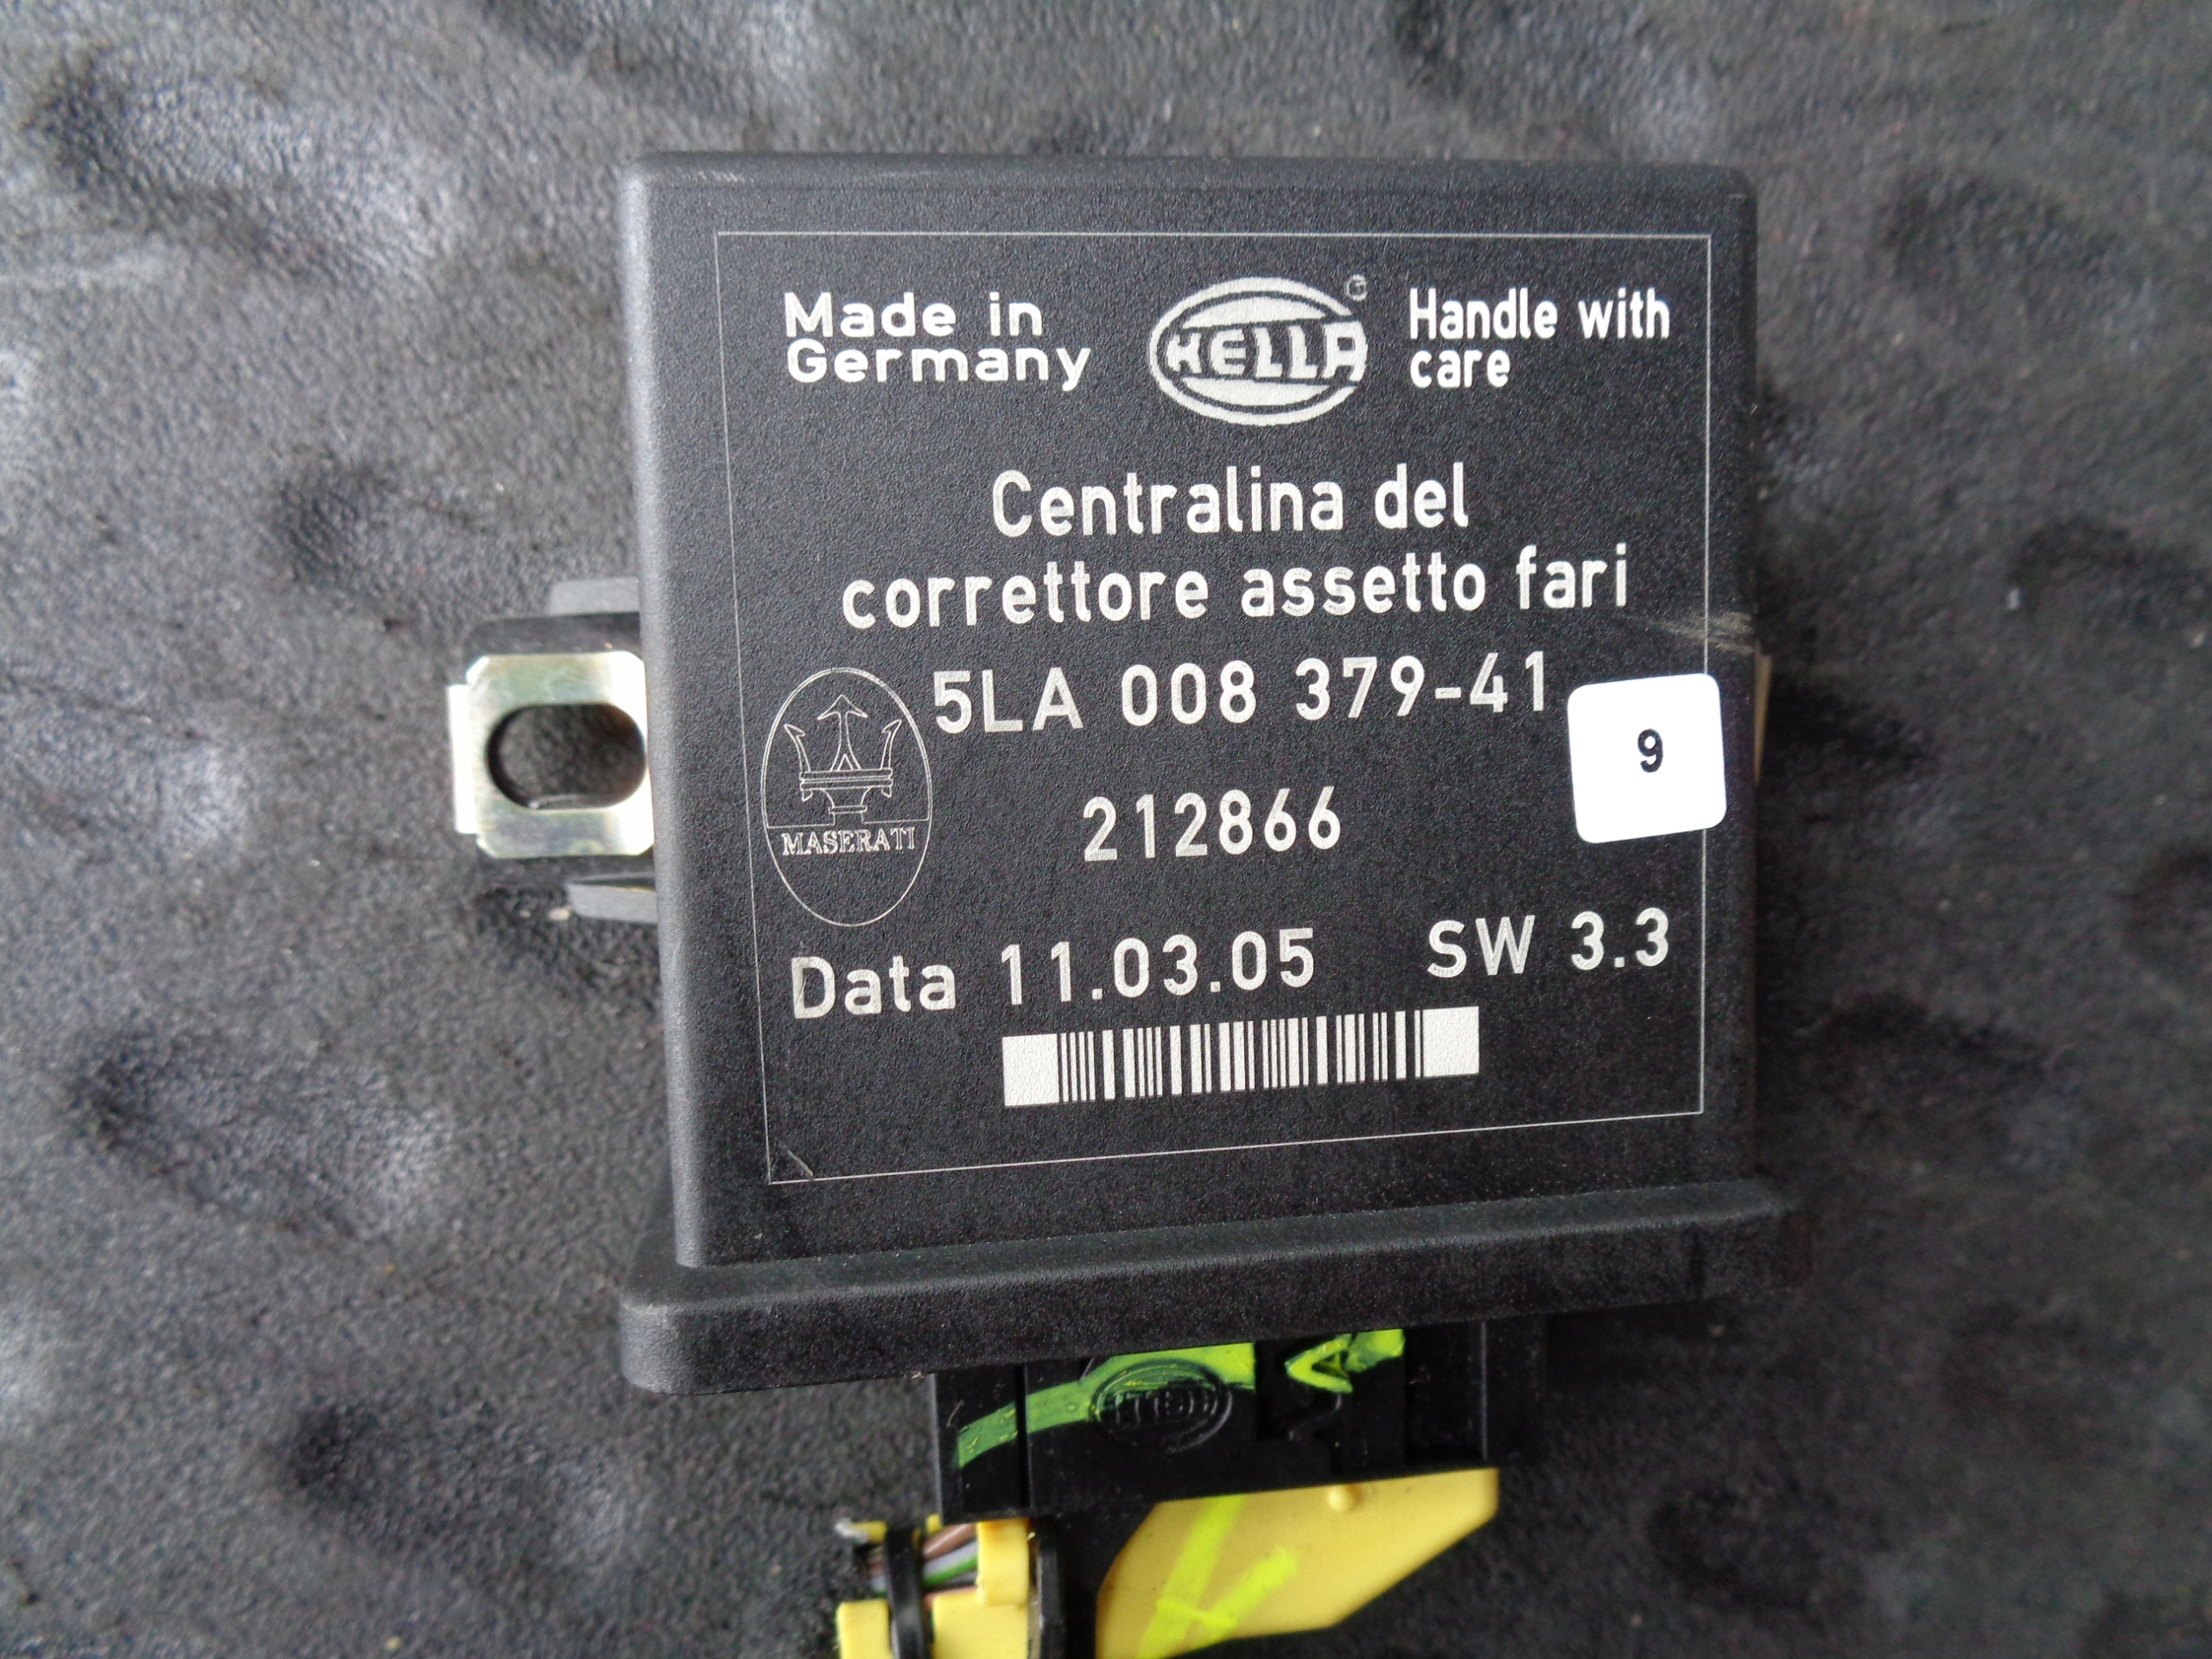 Made in
Germany
HELLA
Handle with
care
Centralina del
correttore assetto fari
5LA 008 379-41
9
MASERATI
212866
Data 11.03.05 SW 3.3